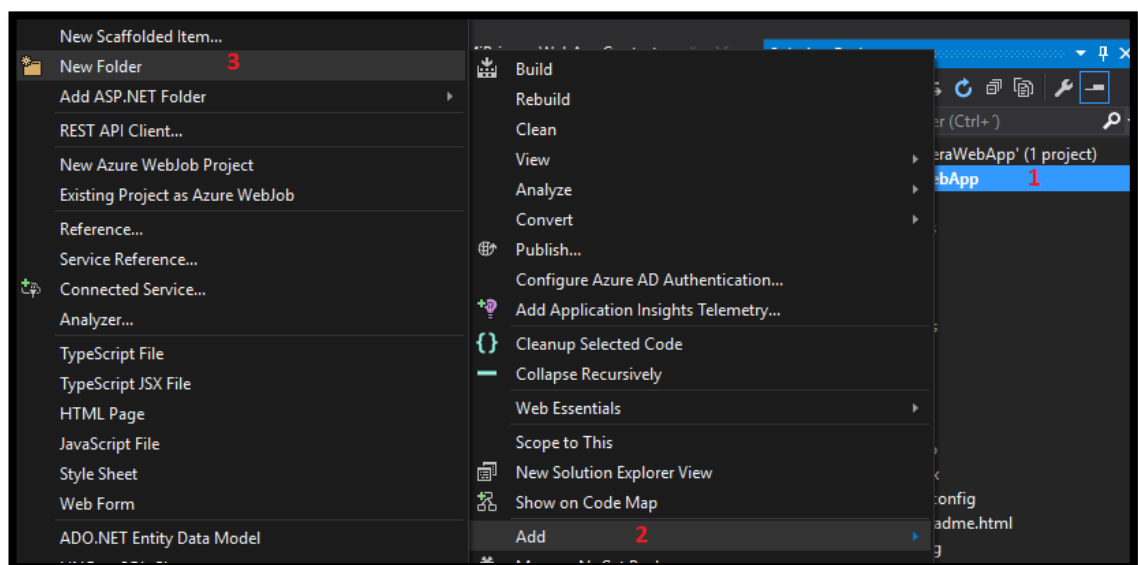 New Scaffolded Item...
New Folder 3
Add ASP.NET Folder
REST API Client...
New Azure WebJob Project
Existing Project as Azure WebJob
Reference...
Service Reference...
Connected Service...
Analyzer...
TypeScript File
TypeScript JSX File
HTML Page
JavaScript File
Style Sheet
Web Form
ADO.NET Entity Data Model
Build
Rebuild
Clean
View
Analyze
Convert
Publish...
Configure Azure AD Authentication...
Add Application Insights Telemetry...
Cleanup Selected Code
Collapse Recursively
Web Essentials
Scope to This
New Solution Explorer View
Show on Code Map
Add 2
er (Ctrl+´)
eraWebApp' (1 project)
ebApp 1
config
adme.html